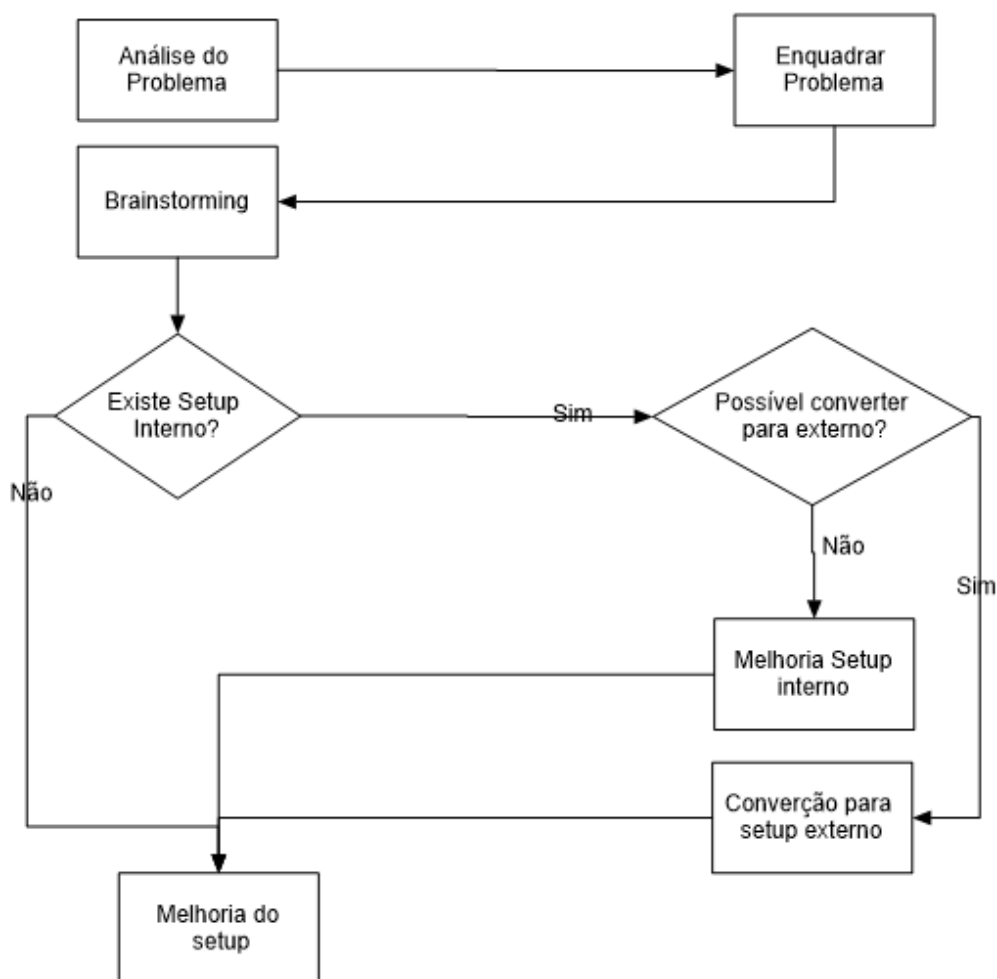 Análise do
Problema
Enquadrar
Problema
Brainstorming
Existe Setup
Interno?
Sim
Possível converter
para externo?
Não
Não
Sim
Melhoria Setup
interno
Converção para
setup externo
Melhoria do
setup